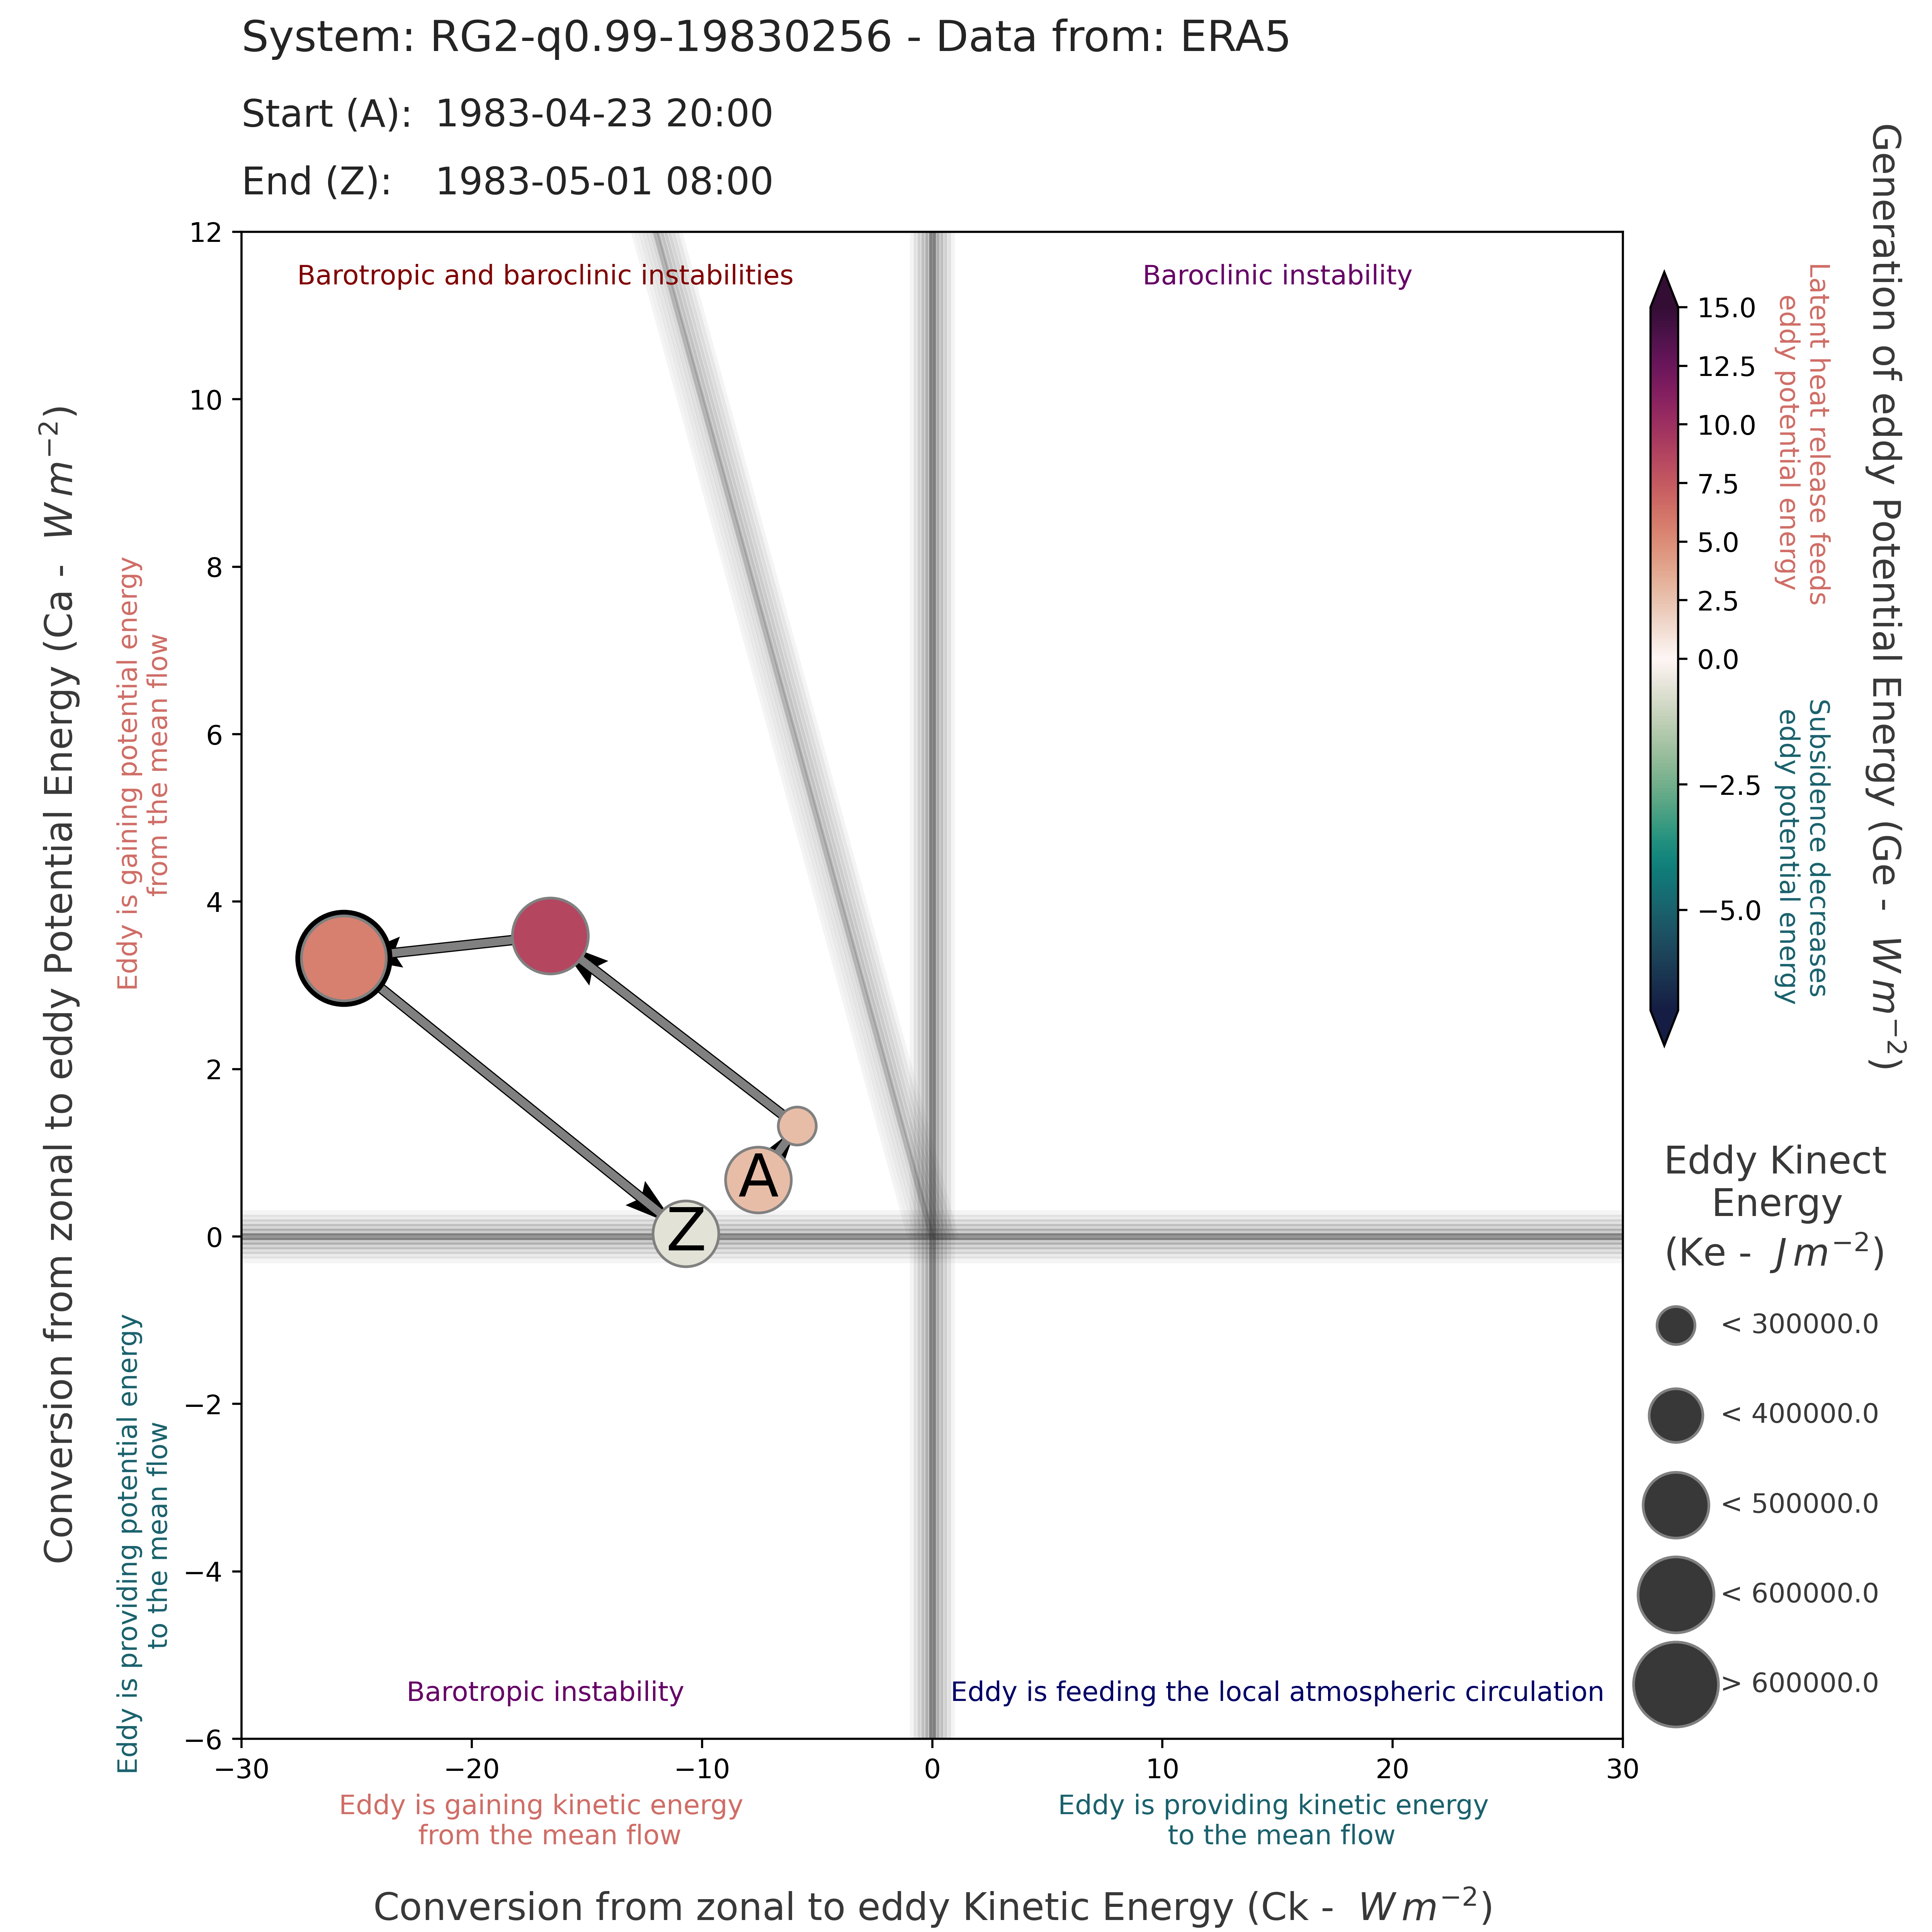 System: RG2-q0.99-19830256 - Data from: ERA5
Start (A): 1983-04-23 20:00
End (Z): 1983-05-01 08:00
Barotropic and baroclinic instabilities
Baroclinic instability
Barotropic instability
Eddy is feeding the local atmospheric circulation
A
Z
12
10
8
6
4
2
0
−2
−4
−6
−30
−20
−10
0
10
20
30
Conversion from zonal to eddy Potential Energy (Ca - W m⁻²)
Eddy is gaining potential energy
from the mean flow
Eddy is providing potential energy
to the mean flow
Eddy is gaining kinetic energy
from the mean flow
Eddy is providing kinetic energy
to the mean flow
Conversion from zonal to eddy Kinetic Energy (Ck - W m⁻²)
15.0
12.5
10.0
7.5
5.0
2.5
0.0
−2.5
−5.0
Latent heat release feeds
eddy potential energy
Subsidence decreases
eddy potential energy
Generation of eddy Potential Energy (Ge - W m⁻²)
Eddy Kinect
Energy
(Ke - J m⁻²)
< 300000.0
< 400000.0
< 500000.0
< 600000.0
> 600000.0